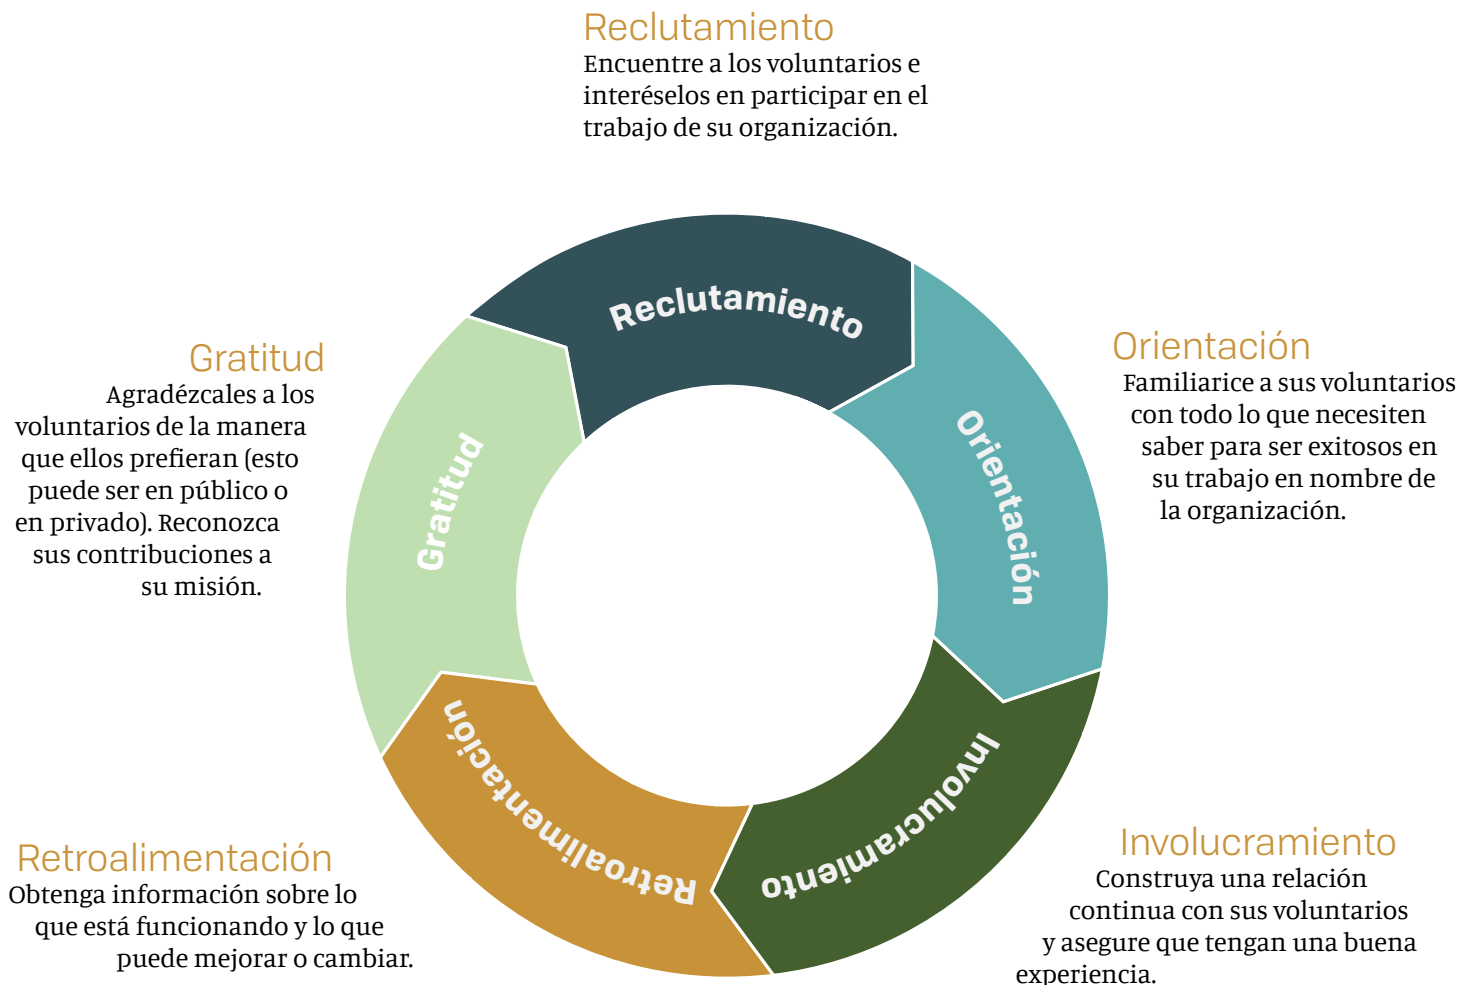 Reclutamiento
Encuentre a los voluntarios e
interéselos en participar en el
trabajo de su organización.
Reclutamiento
Orientación
Familiarice a sus voluntarios
con todo lo que necesiten
saber para ser exitosos en
su trabajo en nombre de
la organización.
Orientación
Involucramiento
Construya una relación
continua con sus voluntarios
y asegure que tengan una buena
experiencia.
Involucramiento
Retroalimentación
Obtenga información sobre lo
que está funcionando y lo que
puede mejorar o cambiar.
Retroalimentación
Gratitud
Agradézcales a los
voluntarios de la manera
que ellos prefieran (esto
puede ser en público o
en privado). Reconozca
sus contribuciones a
su misión.
Gratitud